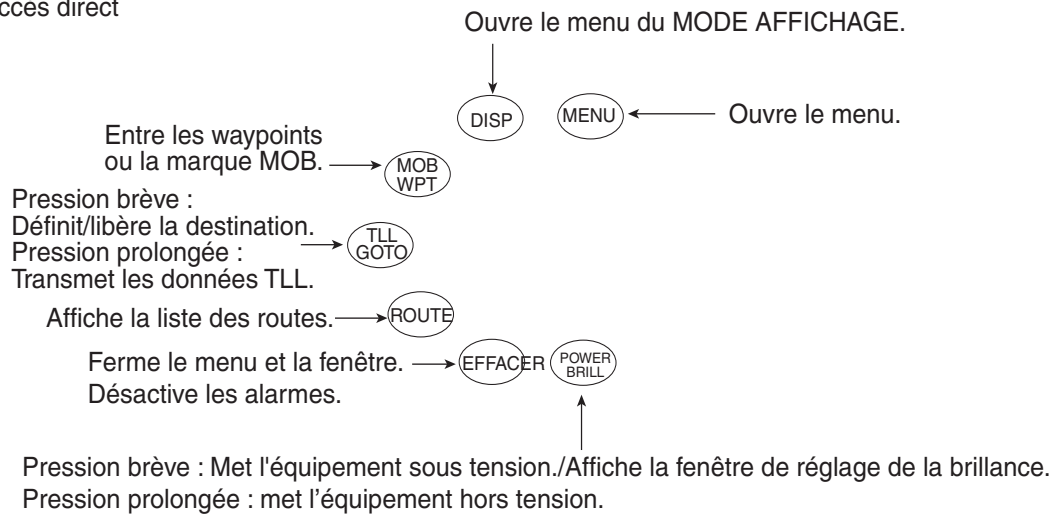 accès direct
Ouvre le menu du MODE AFFICHAGE.
DISP
MENU
Ouvre le menu.
Entre les waypoints
ou la marque MOB.
MOB
WPT
Pression brève :
Définit/libère la destination.
Pression prolongée :
Transmet les données TLL.
TLL
GOTO
Affiche la liste des routes.
ROUTE
Ferme le menu et la fenêtre.
Désactive les alarmes.
EFFACER
POWER
BRILL
Pression brève : Met l'équipement sous tension./Affiche la fenêtre de réglage de la brillance.
Pression prolongée : met l’équipement hors tension.